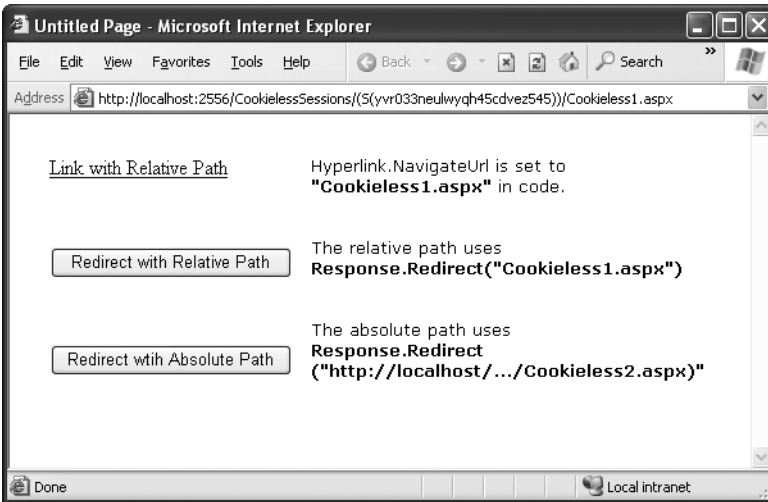 Untitled Page - Microsoft Internet Explorer
File Edit View Favorites Tools Help Back Search »
Address http://localhost:2556/CookielessSessions/(S(yvr033neulwyqh45cdvez545))/Cookieless1.aspx
Link with Relative Path
Hyperlink.NavigateUrl is set to
"Cookieless1.aspx" in code.
Redirect with Relative Path
The relative path uses
Response.Redirect("Cookieless1.aspx")
Redirect wtih Absolute Path
The absolute path uses
Response.Redirect
("http://localhost/.../Cookieless2.aspx)"
Done
Local intranet